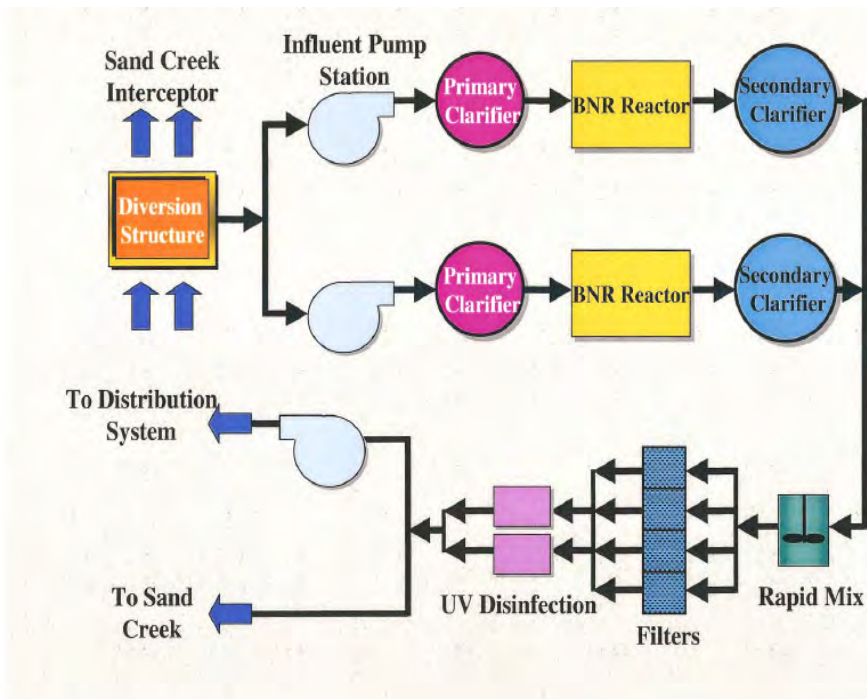 Sand Creek
Interceptor
Influent Pump
Station
Primary
Clarifier
BNR Reactor
Secondary
Clarifier
Diversion
Structure
Primary
Clarifier
BNR Reactor
Secondary
Clarifier
To Distribution
System
To Sand
Creek
UV Disinfection
Filters
Rapid Mix